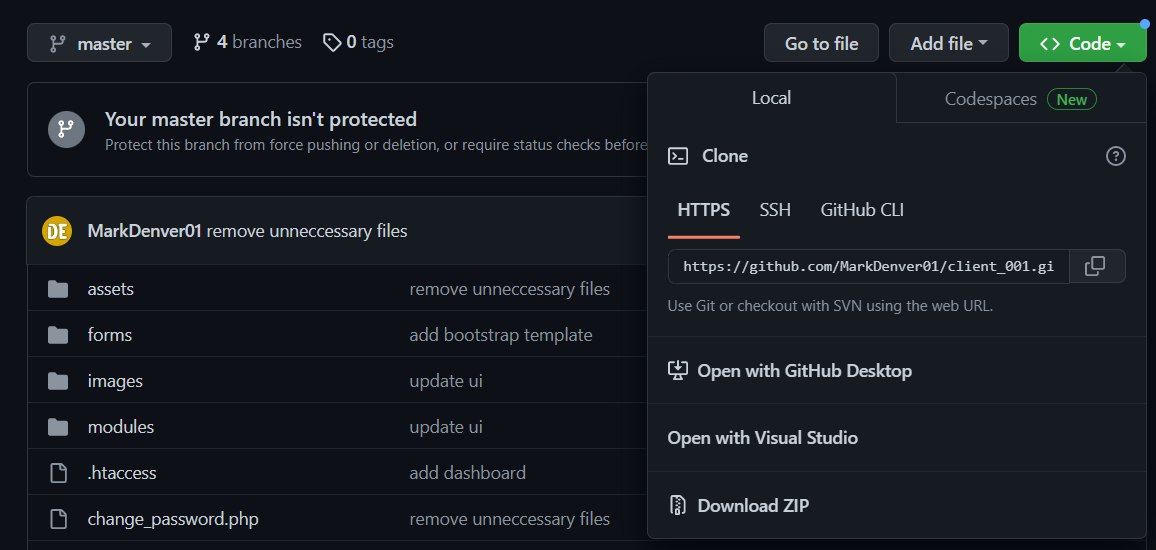 master 4 branches 0 tags Go to file Add file <> Code
Your master branch isn't protected
Protect this branch from force pushing or deletion, or require status checks before
DE MarkDenver01 remove unneccessary files
assets remove unneccessary files
forms add bootstrap template
images update ui
modules update ui
.htaccess add dashboard
change_password.php remove unneccessary files
Local Codespaces New
Clone
HTTPS SSH GitHub CLI
https://github.com/MarkDenver01/client_001.gi
Use Git or checkout with SVN using the web URL.
Open with GitHub Desktop
Open with Visual Studio
Download ZIP